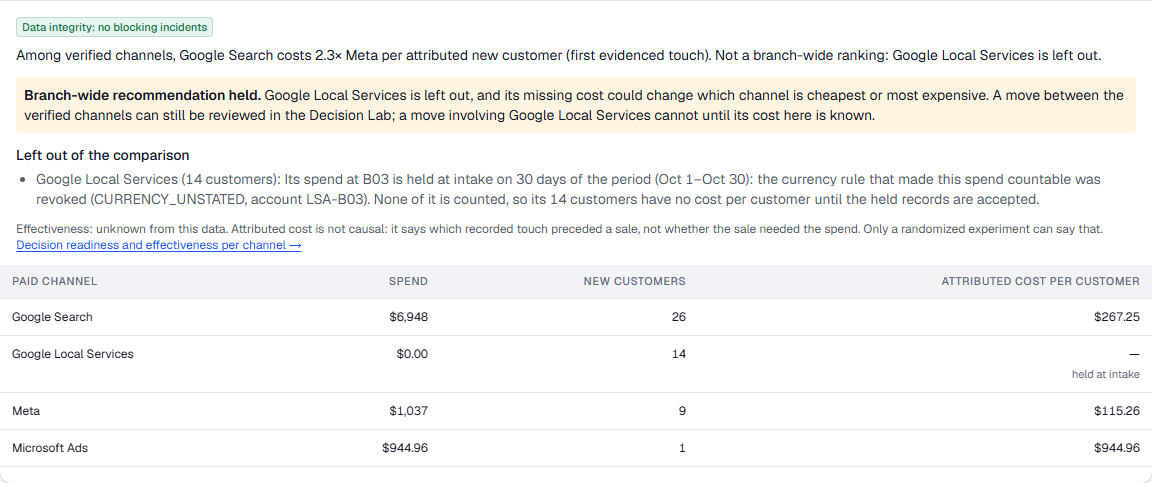 Data integrity: no blocking incidents
Among verified channels, Google Search costs 2.3× Meta per attributed new customer (first evidenced touch). Not a branch-wide ranking: Google Local Services is left out.
Branch-wide recommendation held. Google Local Services is left out, and its missing cost could change which channel is cheapest or most expensive. A move between the
verified channels can still be reviewed in the Decision Lab; a move involving Google Local Services cannot until its cost here is known.
Left out of the comparison
• Google Local Services (14 customers): Its spend at B03 is held at intake on 30 days of the period (Oct 1–Oct 30): the currency rule that made this spend countable was
revoked (CURRENCY_UNSTATED, account LSA-B03). None of it is counted, so its 14 customers have no cost per customer until the held records are accepted.
Effectiveness: unknown from this data. Attributed cost is not causal: it says which recorded touch preceded a sale, not whether the sale needed the spend. Only a randomized experiment can say that.
Decision readiness and effectiveness per channel →
PAID CHANNEL SPEND NEW CUSTOMERS ATTRIBUTED COST PER CUSTOMER
Google Search $6,948 26 $267.25
Google Local Services $0.00 14 —
held at intake
Meta $1,037 9 $115.26
Microsoft Ads $944.96 1 $944.96